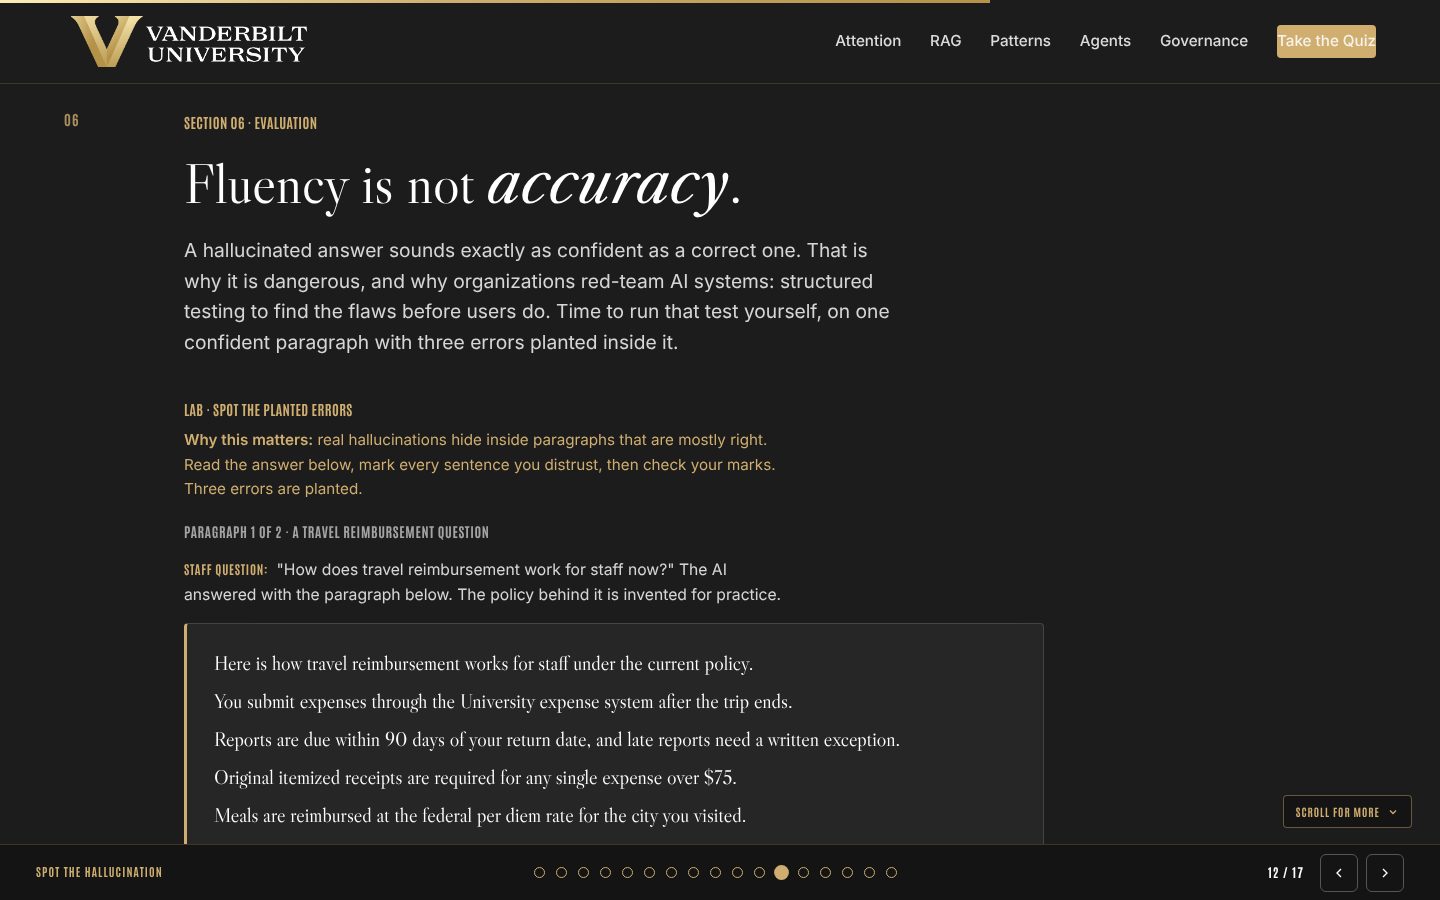 VANDERBILT
UNIVERSITY
Attention
RAG
Patterns
Agents
Governance
Take the Quiz
06
SECTION 06 · EVALUATION
Fluency is not accuracy.
A hallucinated answer sounds exactly as confident as a correct one. That is
why it is dangerous, and why organizations red-team AI systems: structured
testing to find the flaws before users do. Time to run that test yourself, on one
confident paragraph with three errors planted inside it.
LAB · SPOT THE PLANTED ERRORS
Why this matters: real hallucinations hide inside paragraphs that are mostly right.
Read the answer below, mark every sentence you distrust, then check your marks.
Three errors are planted.
PARAGRAPH 1 OF 2 · A TRAVEL REIMBURSEMENT QUESTION
STAFF QUESTION: "How does travel reimbursement work for staff now?" The AI
answered with the paragraph below. The policy behind it is invented for practice.
Here is how travel reimbursement works for staff under the current policy.
You submit expenses through the University expense system after the trip ends.
Reports are due within 90 days of your return date, and late reports need a written exception.
Original itemized receipts are required for any single expense over $75.
Meals are reimbursed at the federal per diem rate for the city you visited.
SCROLL FOR MORE
SPOT THE HALLUCINATION
12 / 17